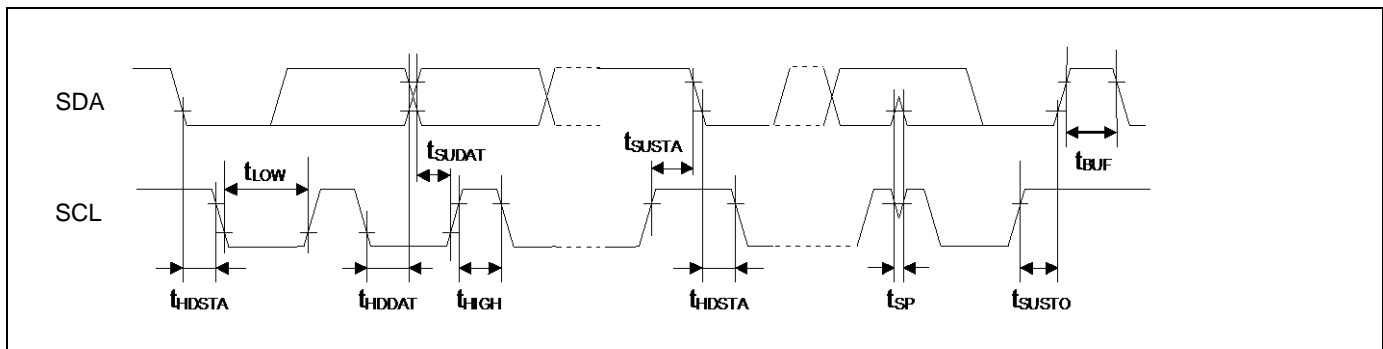 SDA
tSUDAT
tSUSTA
tBUF
tLOW
SCL
tHDSTA
tHDDAT
tHIGH
tHDSTA
tSP
tSUSTO